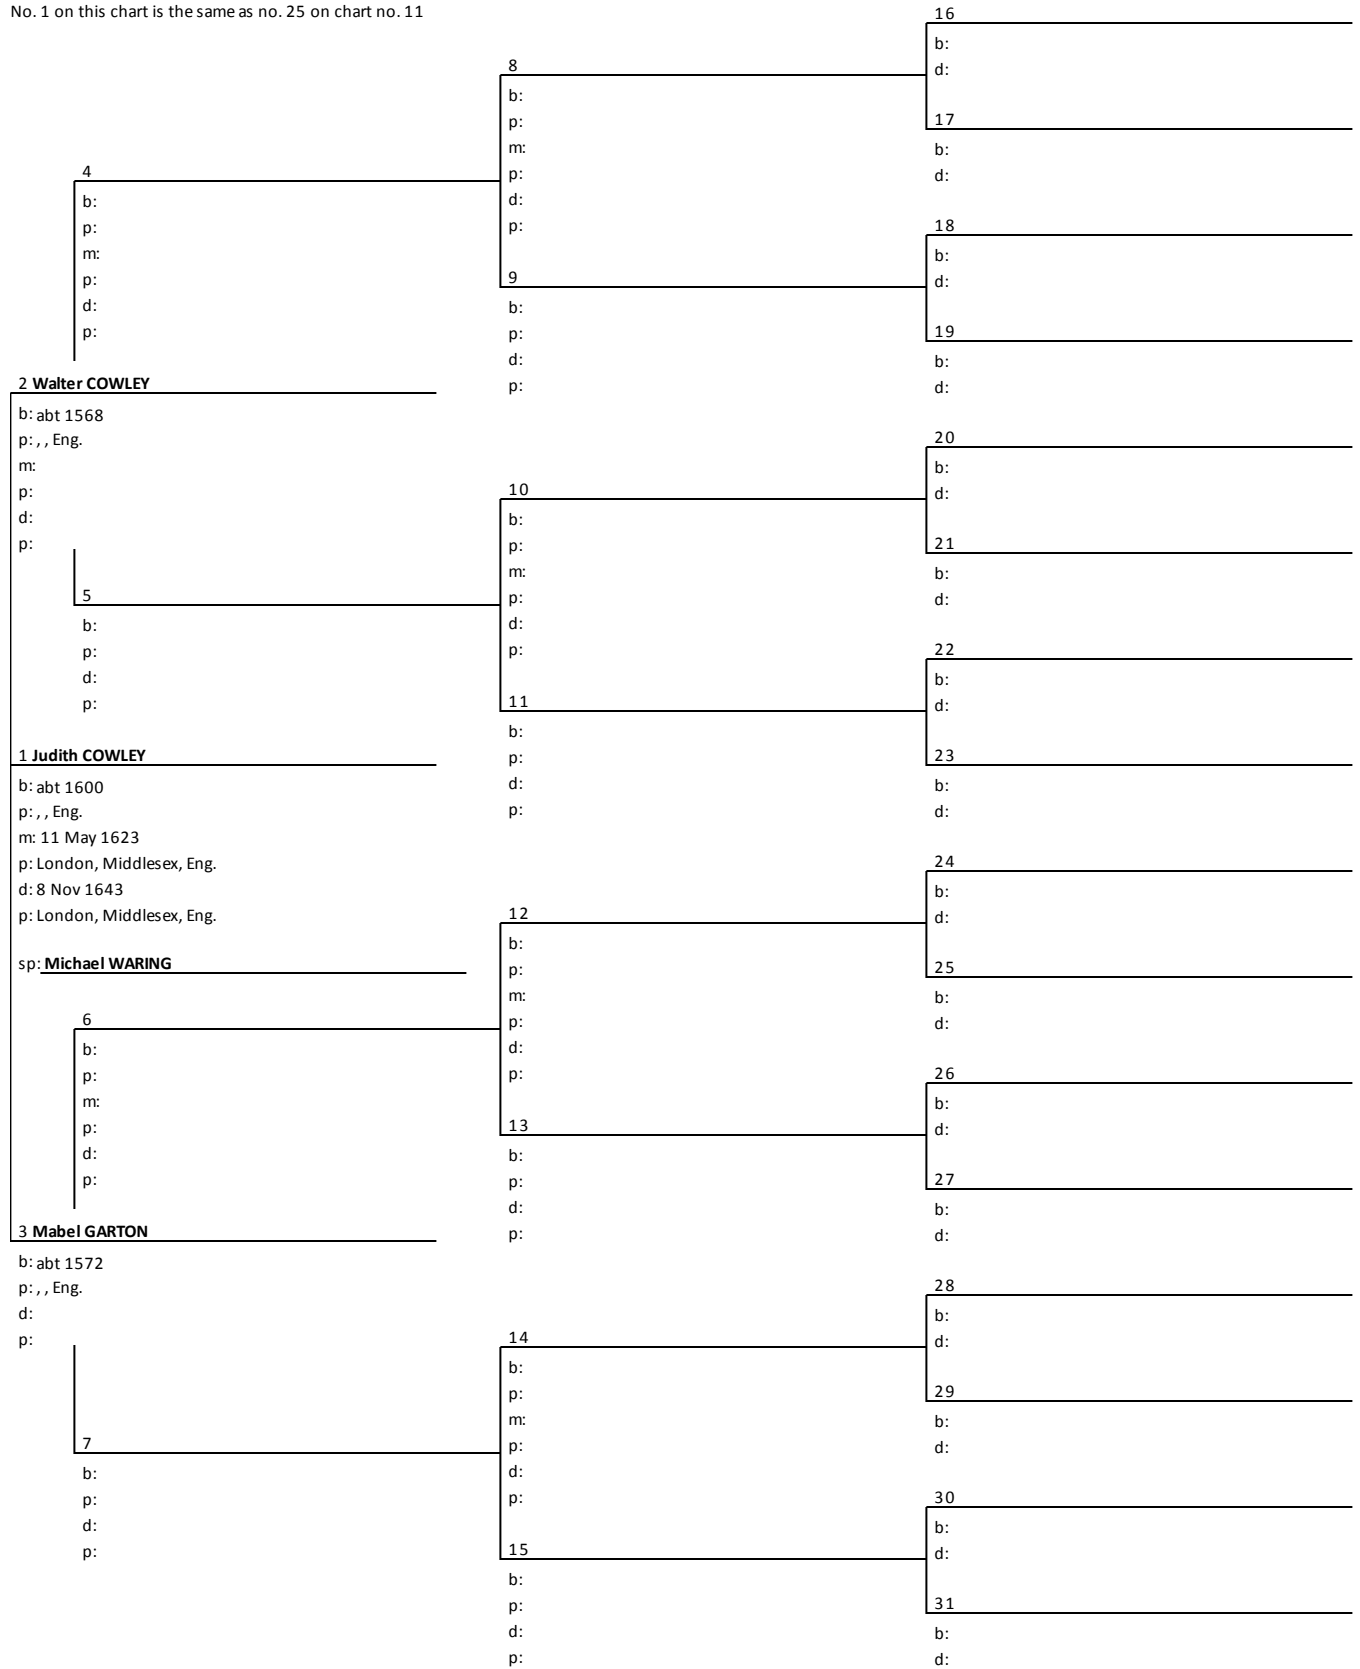 No. 1 on this chart is the same as no. 25 on chart no. 11
16
b:
d:
8
b:
p:
m:
p:
d:
p:
17
b:
d:
4
b:
p:
m:
p:
d:
p:
18
b:
d:
9
b:
p:
d:
p:
19
b:
d:
2 Walter COWLEY
b: abt 1568
p: , , Eng.
m:
p:
d:
p:
20
b:
d:
10
b:
p:
m:
p:
d:
p:
21
b:
d:
5
b:
p:
d:
p:
22
b:
d:
11
b:
p:
d:
p:
23
b:
d:
1 Judith COWLEY
b: abt 1600
p: , , Eng.
m: 11 May 1623
p: London, Middlesex, Eng.
d: 8 Nov 1643
p: London, Middlesex, Eng.
sp: Michael WARING
24
b:
d:
12
b:
p:
m:
p:
d:
p:
25
b:
d:
6
b:
p:
m:
p:
d:
p:
26
b:
d:
13
b:
p:
d:
p:
27
b:
d:
3 Mabel GARTON
b: abt 1572
p: , , Eng.
d:
p:
28
b:
d:
14
b:
p:
m:
p:
d:
p:
29
b:
d:
7
b:
p:
d:
p:
30
b:
d:
15
b:
p:
d:
p:
31
b:
d: